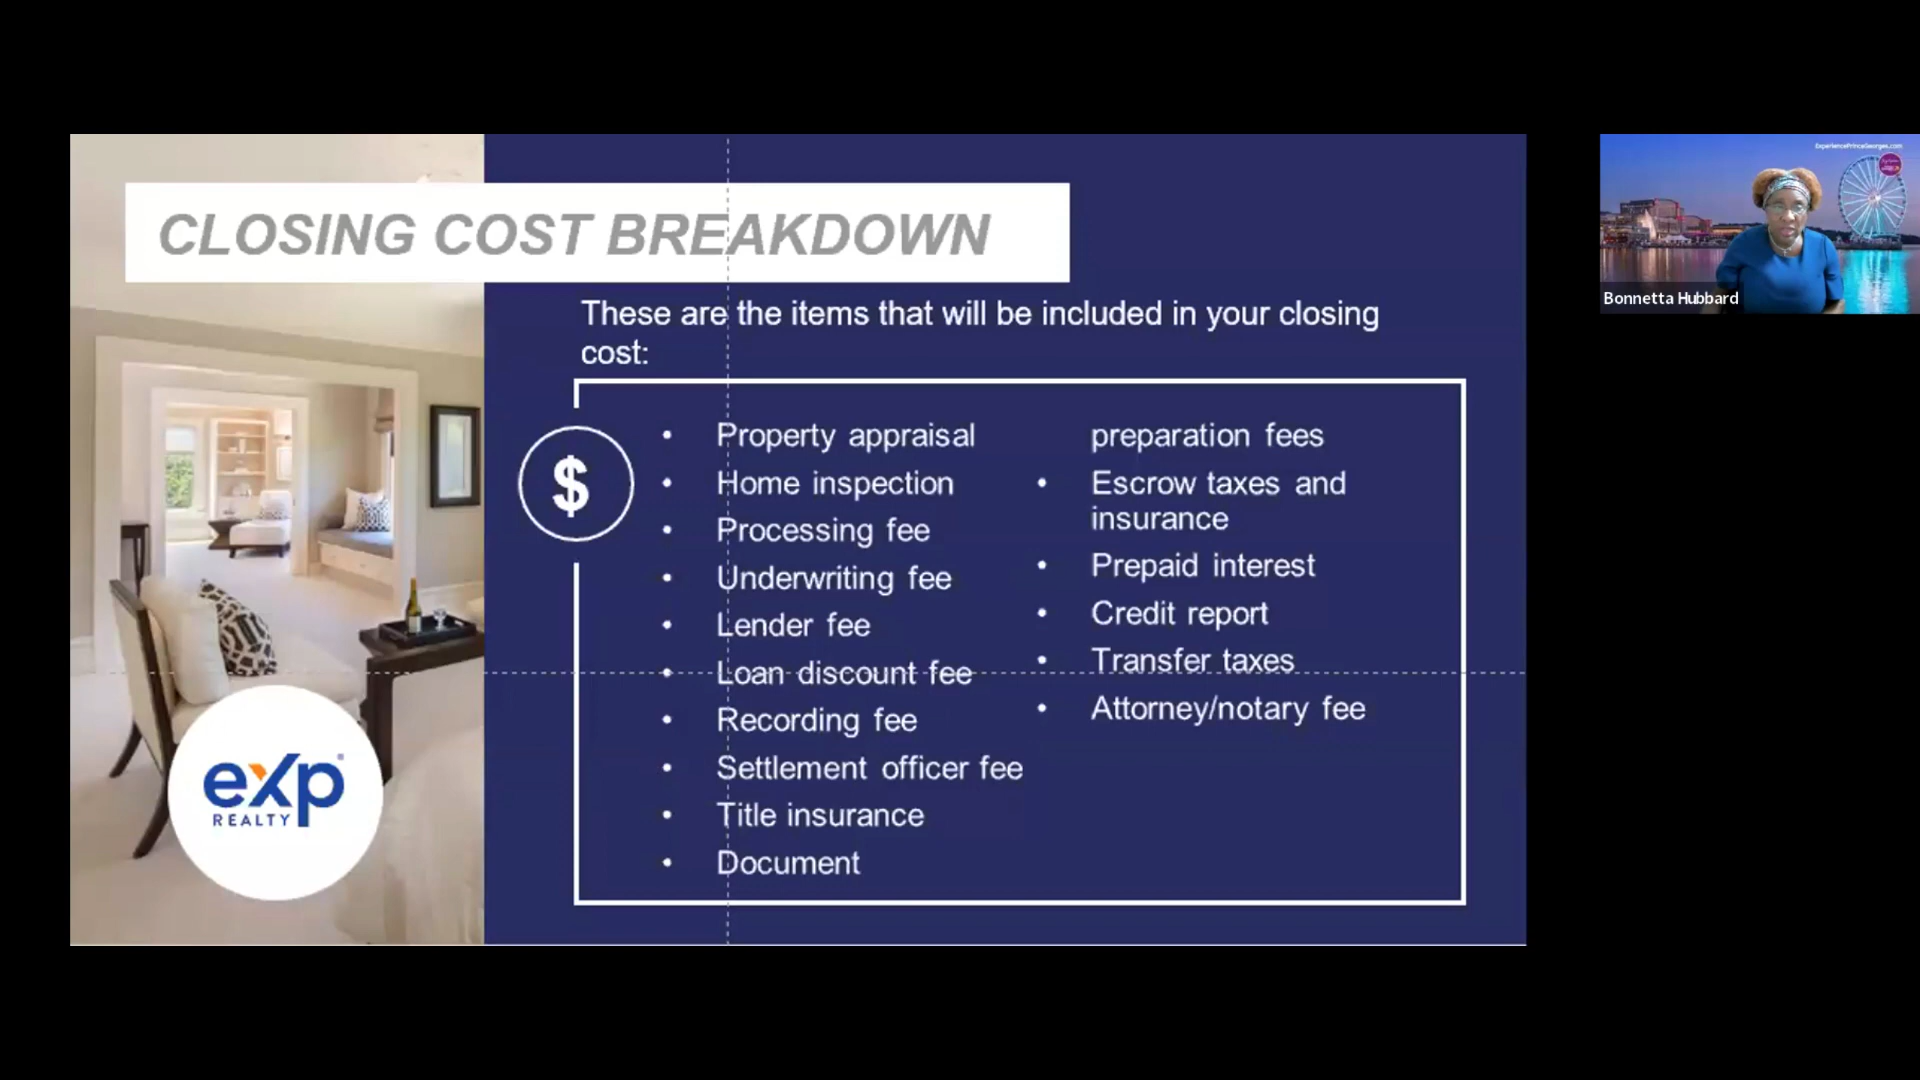 CLOSING COST BREAKDOWN
These are the items that will be included in your closing
cost:
$
• Property appraisal
• Home inspection
• Processing fee
• Underwriting fee
• Lender fee
• Loan discount fee
• Recording fee
• Settlement officer fee
• Title insurance
• Document
preparation fees
• Escrow taxes and
insurance
• Prepaid interest
• Credit report
• Transfer taxes
• Attorney/notary fee
eXp
REALTY
ExperiencePrinceGeorges.com
Bonnetta Hubbard